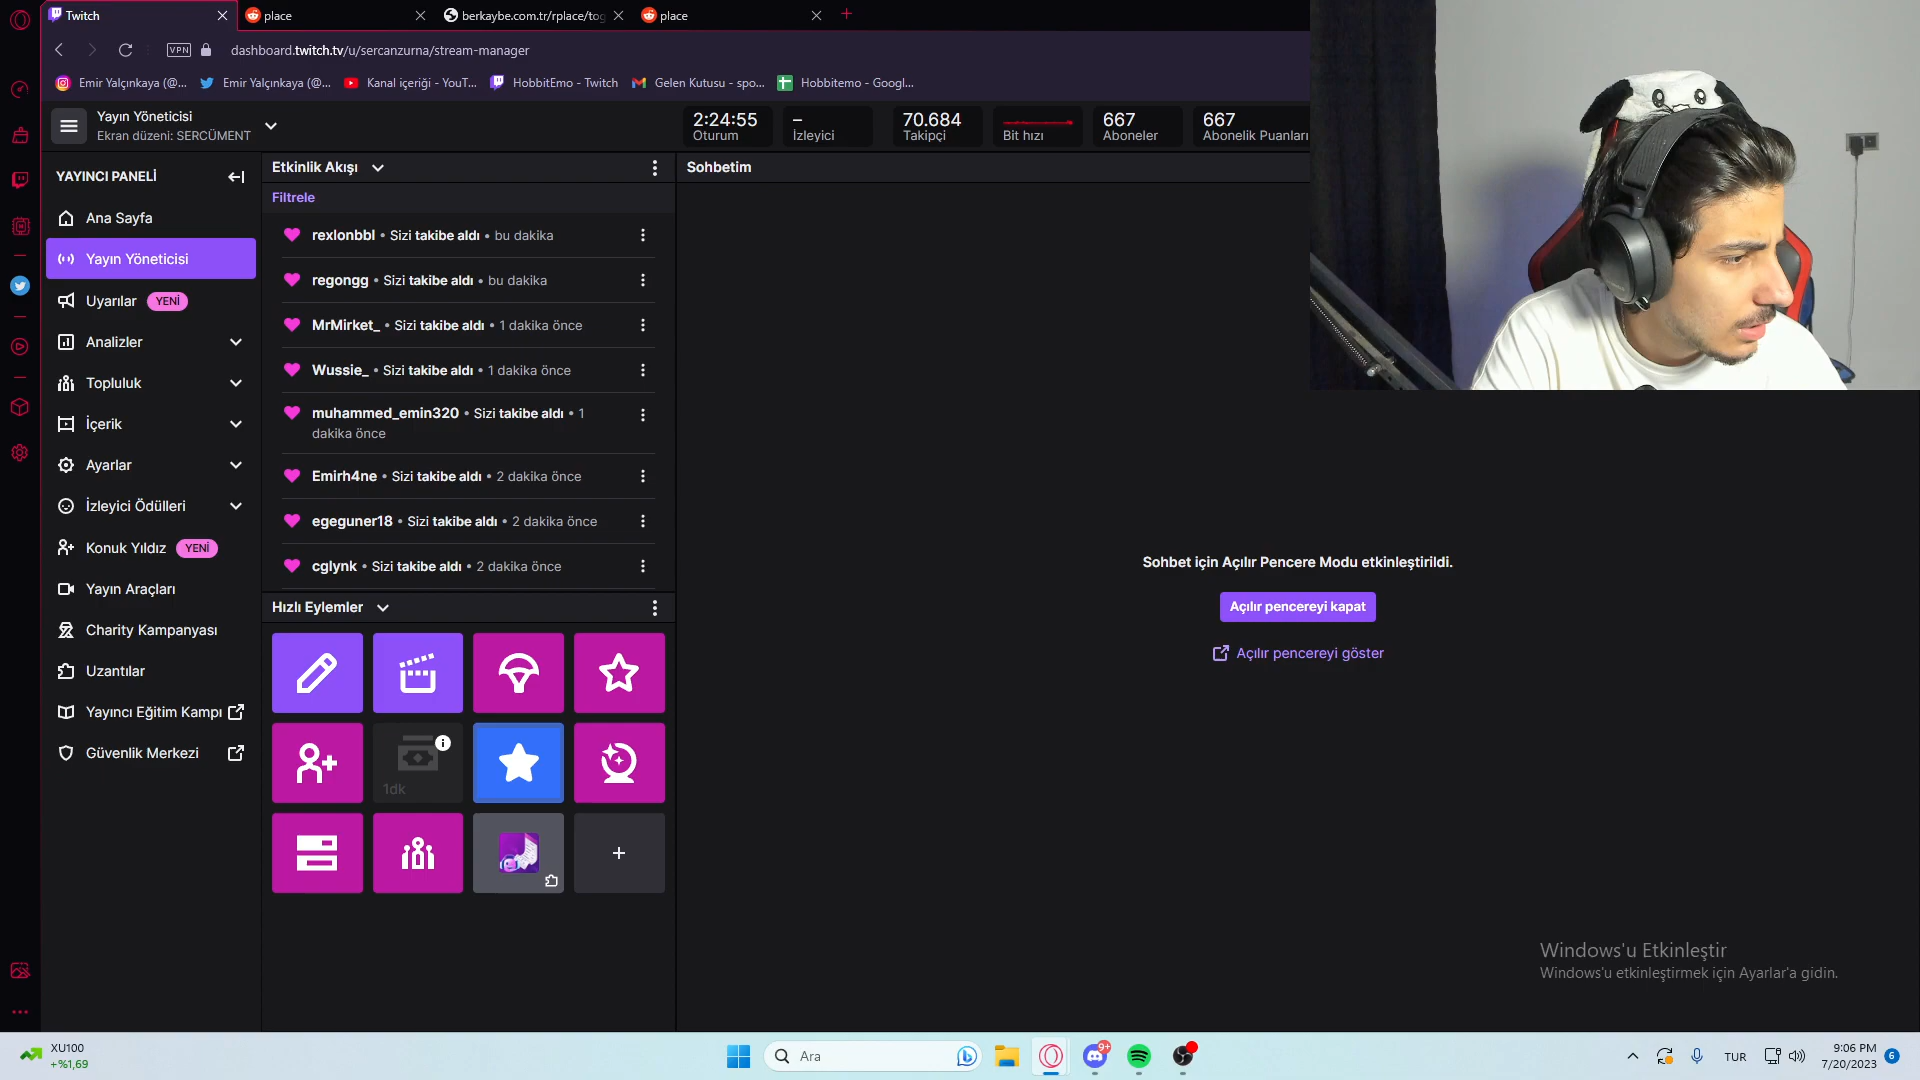 Twitch
place
berkaybe.com.tr/rplace/tog
place
VPN
dashboard.twitch.tv/u/sercanzurna/stream-manager
Emir Yalçınkaya (@...
Emir Yalçınkaya (@...
Kanal içeriği - YouT...
HobbitEmo - Twitch
Gelen Kutusu - spo...
Hobbitemo - Googl...
Yayın Yöneticisi
Ekran düzeni: SERCÜMENT
2:24:55
Oturum
–
İzleyici
70.684
Takipçi
Bit hızı
667
Aboneler
667
Abonelik Puanları
YAYINCI PANELİ
Ana Sayfa
Yayın Yöneticisi
Uyarılar YENİ
Analizler
Topluluk
İçerik
Ayarlar
İzleyici Ödülleri
Konuk Yıldız YENİ
Yayın Araçları
Charity Kampanyası
Uzantılar
Yayıncı Eğitim Kampı
Güvenlik Merkezi
Etkinlik Akışı
Filtrele
rexlonbbl • Sizi takibe aldı • bu dakika
regongg • Sizi takibe aldı • bu dakika
MrMirket_ • Sizi takibe aldı • 1 dakika önce
Wussie_ • Sizi takibe aldı • 1 dakika önce
muhammed_emin320 • Sizi takibe aldı • 1
dakika önce
Emirh4ne • Sizi takibe aldı • 2 dakika önce
egeguner18 • Sizi takibe aldı • 2 dakika önce
cglynk • Sizi takibe aldı • 2 dakika önce
Hızlı Eylemler
1dk
Sohbetim
Sohbet için Açılır Pencere Modu etkinleştirildi.
Açılır pencereyi kapat
Açılır pencereyi göster
Windows'u Etkinleştir
Windows'u etkinleştirmek için Ayarlar'a gidin.
XU100
+%1,69
Ara
9+
TUR
9:06 PM
7/20/2023
6